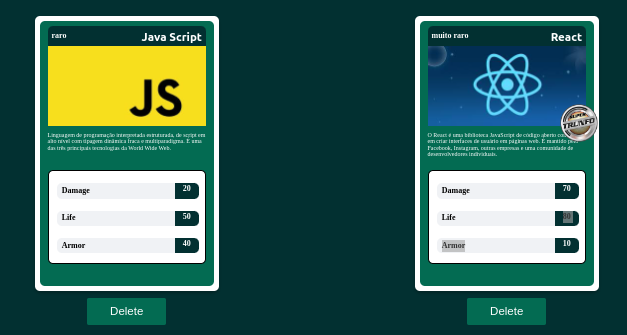 raro Java Script
JS
Linguagem de programação interpretada estruturada, de script em
alto nível com tipagem dinâmica fraca e multiparadigma. É uma
das três principais tecnologias da World Wide Web.
Damage 20
Life 50
Armor 40
Delete
muito raro React
SUPER
TRUNFO
O React é uma biblioteca JavaScript de código aberto
em criar interfaces de usuário em páginas web. É mantido pelo
Facebook, Instagram, outras empresas e uma comunidade de
desenvolvedores individuais.
Damage 70
Life
Armor 10
Delete